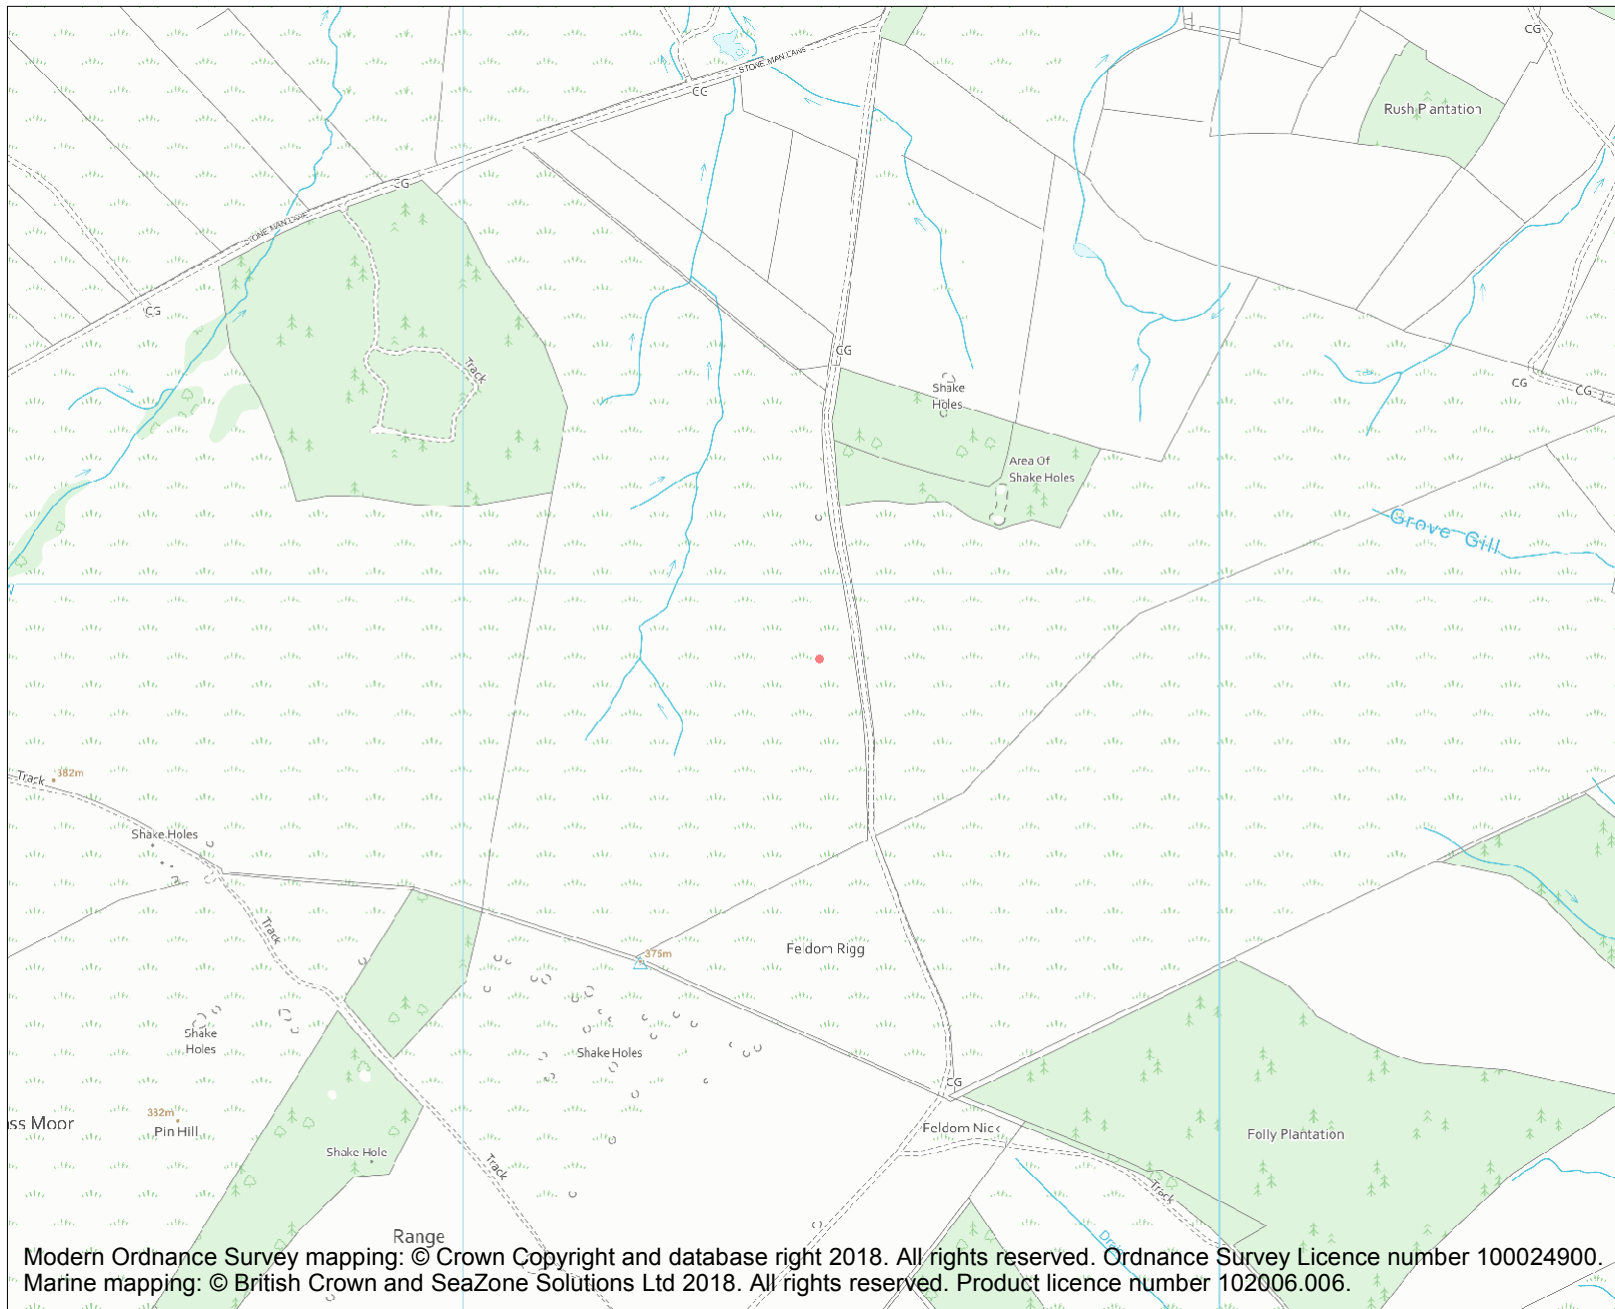 CG
STONE MAN LANE
CG
Rush Plantation
CG
STONE MAN LANE
CG
CG
Track
Shake
Holes
CG
CG
Area Of
Shake Holes
Grove Gill
Track
382m
Shake Holes
Track
375m
Feldom Rigg
Shake
Holes
Shake Holes
CG
332m
Pin Hill
ss Moor
Feldom Nick
Folly Plantation
Shake Hole
Track
Track
Range
Drain
Modern Ordnance Survey mapping: © Crown Copyright and database right 2018. All rights reserved. Ordnance Survey Licence number 100024900.
Marine mapping: © British Crown and SeaZone Solutions Ltd 2018. All rights reserved. Product licence number 102006.006.